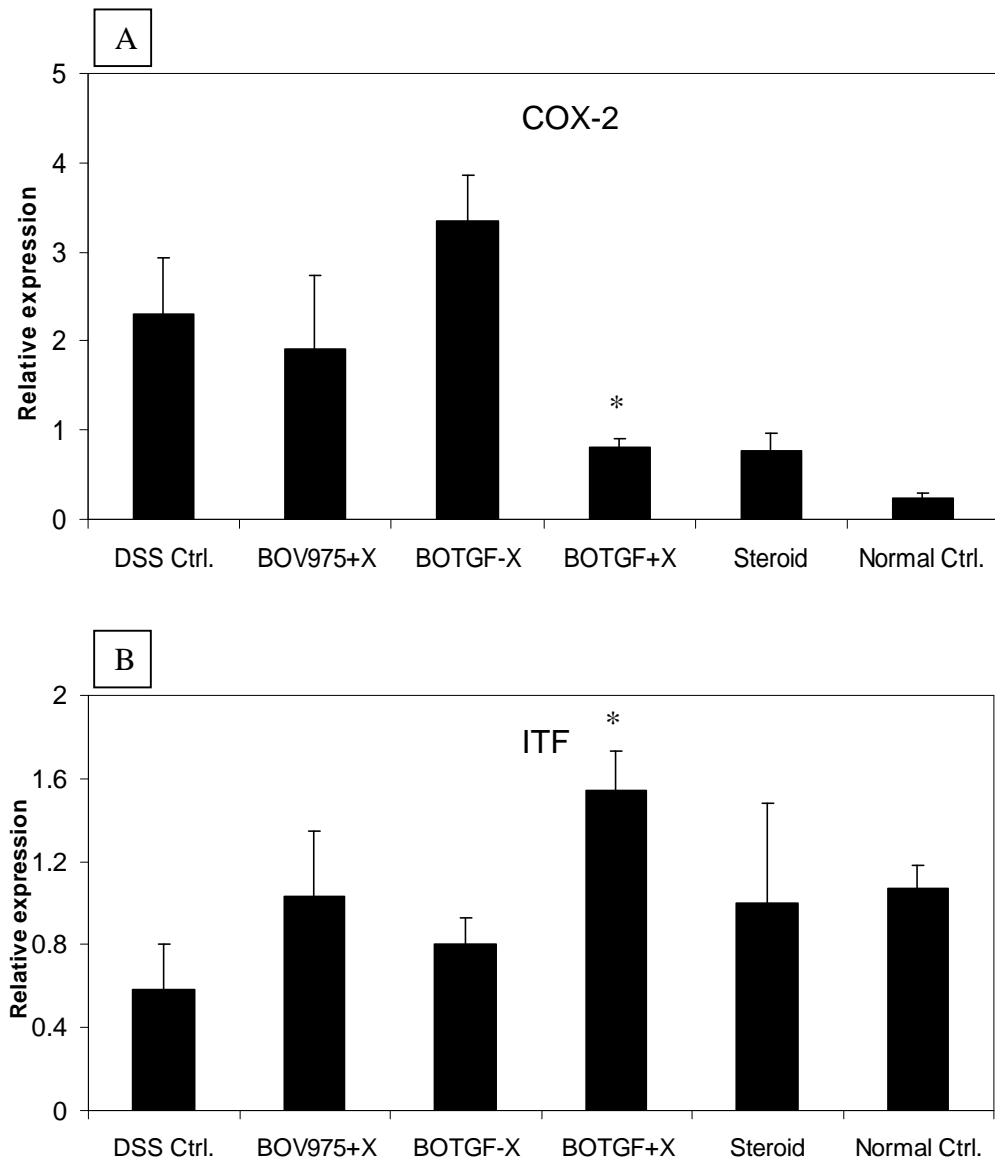 A
COX-2
Relative expression
5
4
3
2
1
0
*
DSS Ctrl. BOV975+X BOTGF-X BOTGF+X Steroid Normal Ctrl.
B
ITF
Relative expression
2
1.6
1.2
0.8
0.4
0
*
DSS Ctrl. BOV975+X BOTGF-X BOTGF+X Steroid Normal Ctrl.